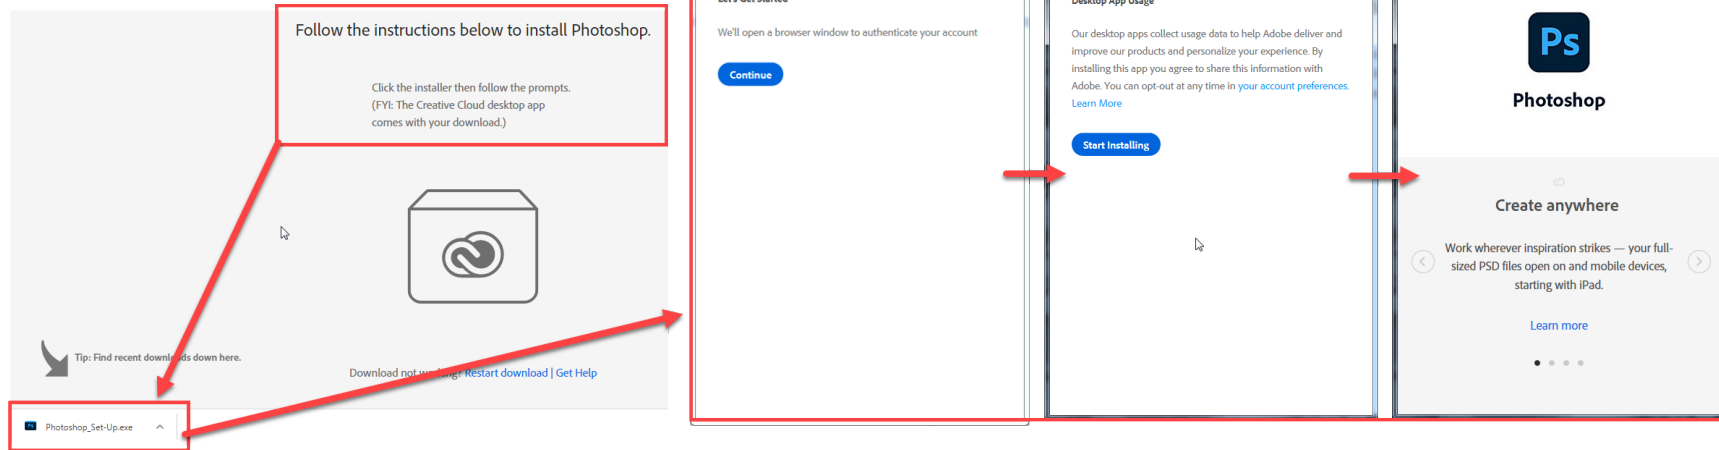 Follow the instructions below to install Photoshop.
Click the installer then follow the prompts.
(FYI: The Creative Cloud desktop app
comes with your download.)
Tip: Find recent downloads down here.
Download not working? Restart download | Get Help
Ps
Photoshop_Set-Up.exe
Let's Get Started
We'll open a browser window to authenticate your account
Continue
Desktop App Usage
Our desktop apps collect usage data to help Adobe deliver and
improve our products and personalize your experience. By
installing this app you agree to share this information with
Adobe. You can opt-out at any time in your account preferences.
Learn More
Start Installing
Ps
Photoshop
Create anywhere
Work wherever inspiration strikes — your full-
sized PSD files open on and mobile devices,
starting with iPad.
Learn more